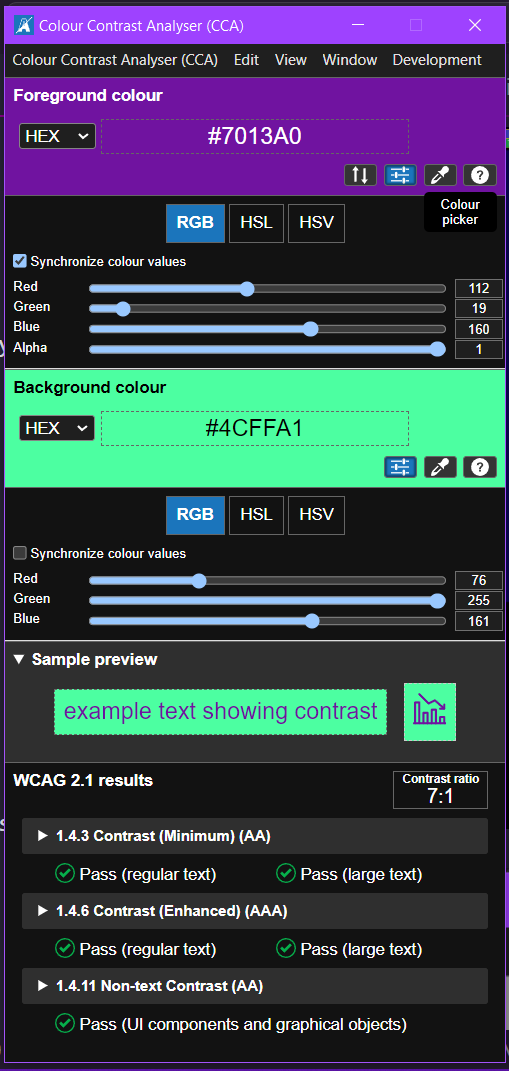 Colour Contrast Analyser (CCA)
Colour Contrast Analyser (CCA) Edit View Window Development
Foreground colour
HEX #7013A0
?
Colour
picker
RGB HSL HSV
Synchronize colour values
Red 112
Green 19
Blue 160
Alpha 1
Background colour
HEX #4CFFA1
?
RGB HSL HSV
Synchronize colour values
Red 76
Green 255
Blue 161
Sample preview
example text showing contrast
WCAG 2.1 results
Contrast ratio
7:1
1.4.3 Contrast (Minimum) (AA)
Pass (regular text) Pass (large text)
1.4.6 Contrast (Enhanced) (AAA)
Pass (regular text) Pass (large text)
1.4.11 Non-text Contrast (AA)
Pass (UI components and graphical objects)